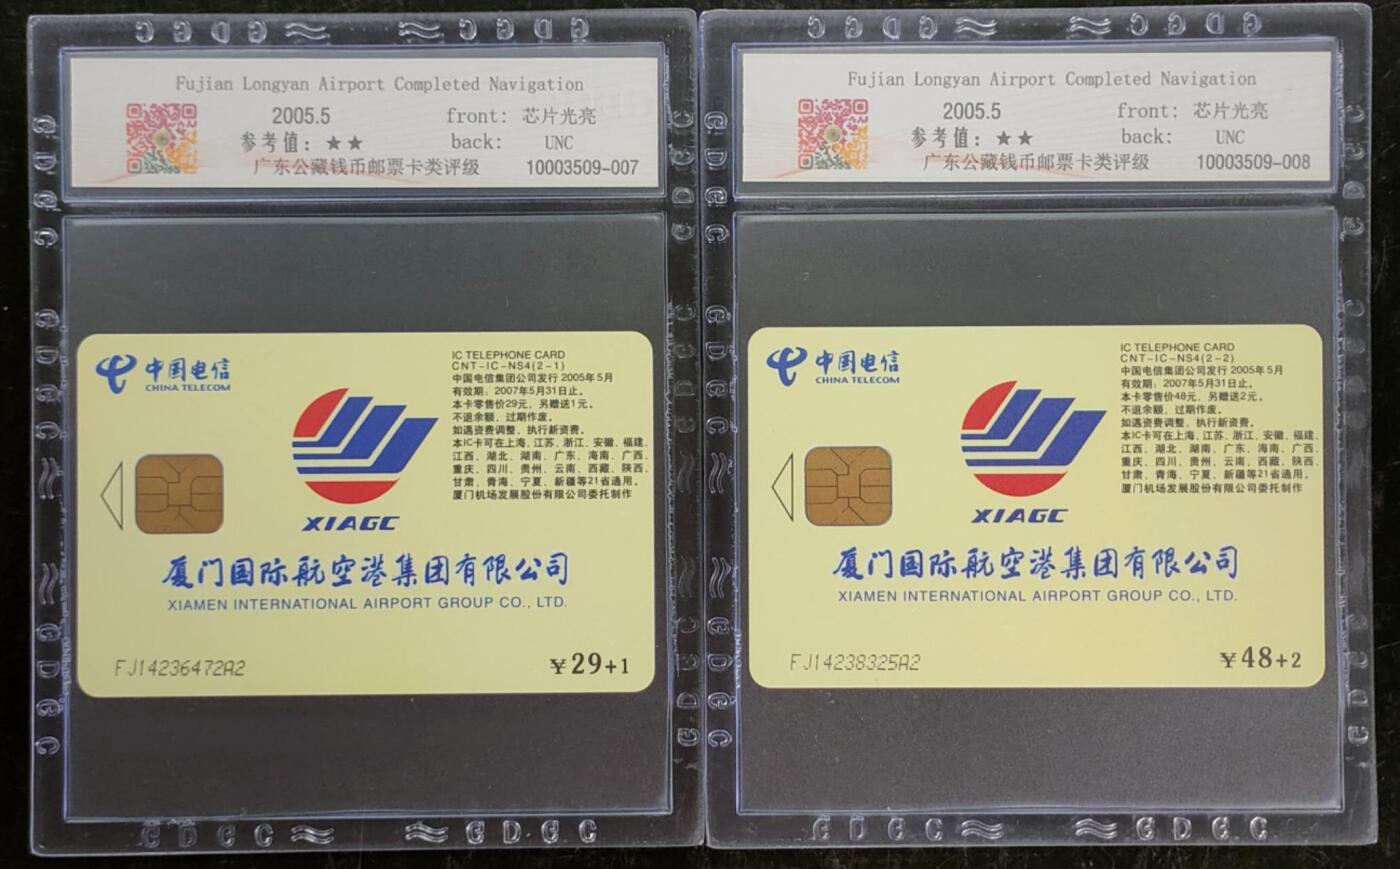 Fujian Longyan Airport Completed Navigation
2005.5 front: 芯片光亮
参考值: ★★ back: UNC
广东公藏钱币邮票卡类评级 10003509-007
中国电信
CHINA TELECOM
IC TELEPHONE CARD
CNT-IC-NS4(2-1)
中国电信集团公司发行 2005年5月
有效期: 2007年5月31日止。
本卡零售价29元, 另赠送1元。
不退余额, 过期作废。
如遇资费调整, 执行新资费。
本IC卡可在上海、江苏、浙江、安徽、福建、
江西、湖北、湖南、广东、海南、广西、
重庆、四川、贵州、云南、西藏、陕西、
甘肃、青海、宁夏、新疆等21省通用。
厦门机场发展股份有限公司委托制作
XIAGC
厦门国际航空港集团有限公司
XIAMEN INTERNATIONAL AIRPORT GROUP CO., LTD.
FJ14236472A2 ¥29+1
Fujian Longyan Airport Completed Navigation
2005.5 front: 芯片光亮
参考值: ★★ back: UNC
广东公藏钱币邮票卡类评级 10003509-008
中国电信
CHINA TELECOM
IC TELEPHONE CARD
CNT-IC-NS4(2-2)
中国电信集团公司发行 2005年5月
有效期: 2007年5月31日止。
本卡零售价48元, 另赠送2元。
不退余额, 过期作废。
如遇资费调整, 执行新资费。
本IC卡可在上海、江苏、浙江、安徽、福建、
江西、湖北、湖南、广东、海南、广西、
重庆、四川、贵州、云南、西藏、陕西、
甘肃、青海、宁夏、新疆等21省通用。
厦门机场发展股份有限公司委托制作
XIAGC
厦门国际航空港集团有限公司
XIAMEN INTERNATIONAL AIRPORT GROUP CO., LTD.
FJ14238325A2 ¥48+2
GDGC GDGC
GDGC GDGC